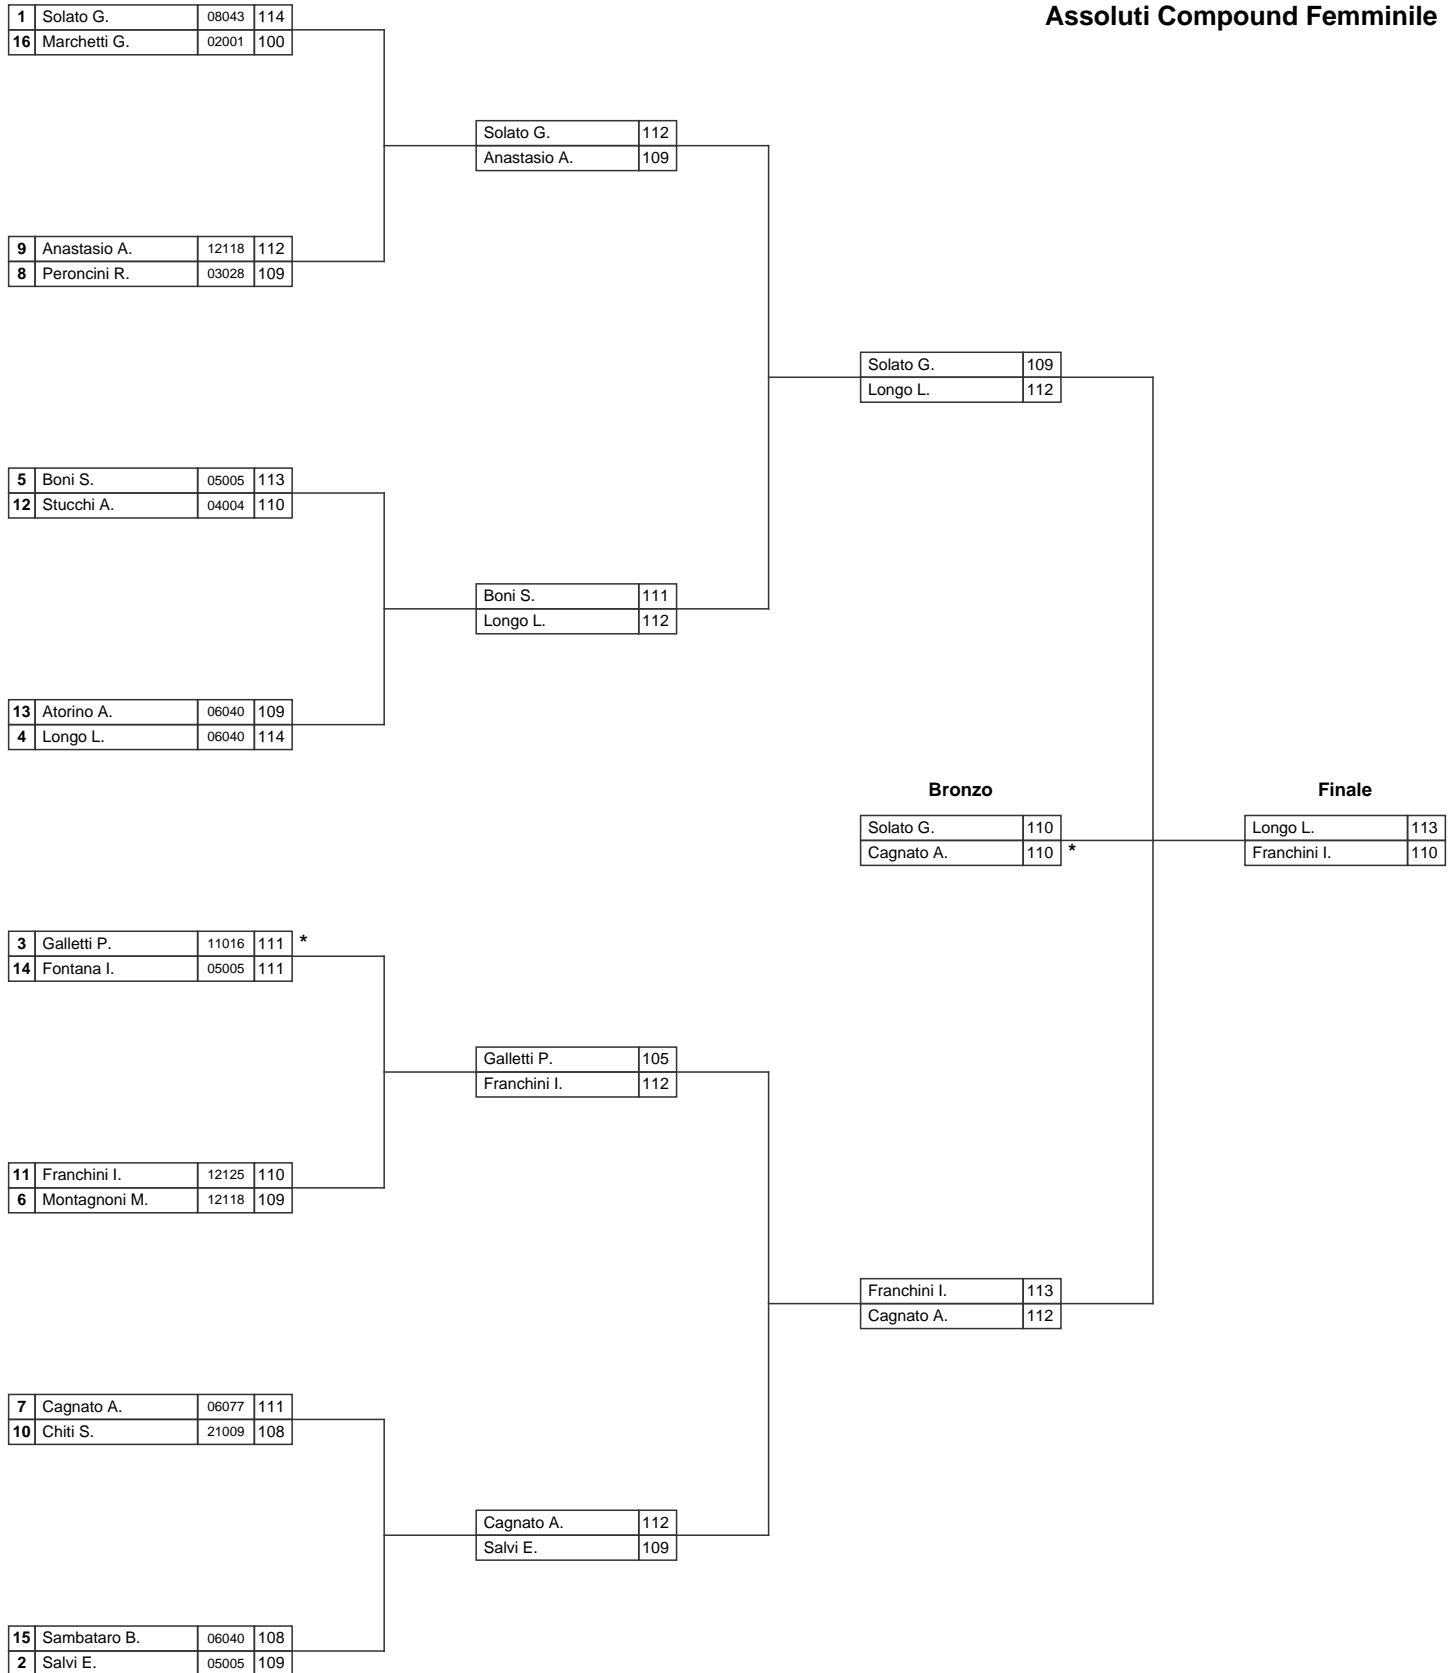 Assoluti Compound Femminile
1 Solato G. 08043 114
16 Marchetti G. 02001 100
Solato G. 112
Anastasio A. 109
9 Anastasio A. 12118 112
8 Peroncini R. 03028 109
Solato G. 109
Longo L. 112
5 Boni S. 05005 113
12 Stucchi A. 04004 110
Boni S. 111
Longo L. 112
13 Atorino A. 06040 109
4 Longo L. 06040 114
Bronzo
Finale
Solato G. 110
Cagnato A. 110 *
Longo L. 113
Franchini I. 110
3 Galletti P. 11016 111 *
14 Fontana I. 05005 111
Galletti P. 105
Franchini I. 112
11 Franchini I. 12125 110
6 Montagnoni M. 12118 109
Franchini I. 113
Cagnato A. 112
7 Cagnato A. 06077 111
10 Chiti S. 21009 108
Cagnato A. 112
Salvi E. 109
15 Sambataro B. 06040 108
2 Salvi E. 05005 109